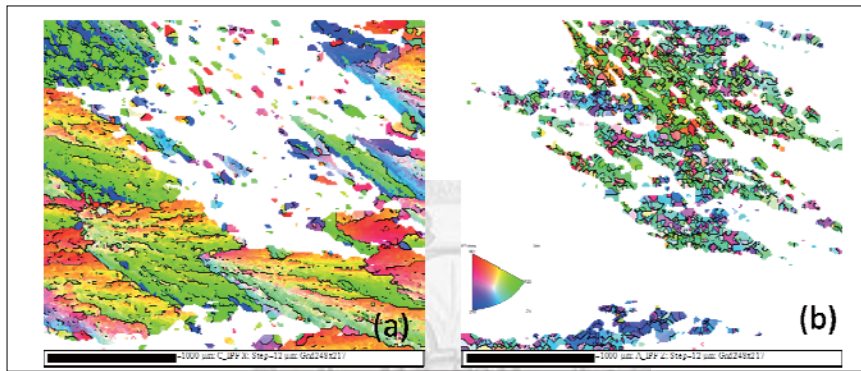 (a)
(b)
=1000 µm; C_IPF X; Step=12 µm; Grid248x217
=1000 µm; A_IPF Z; Step=12 µm; Grid248x217